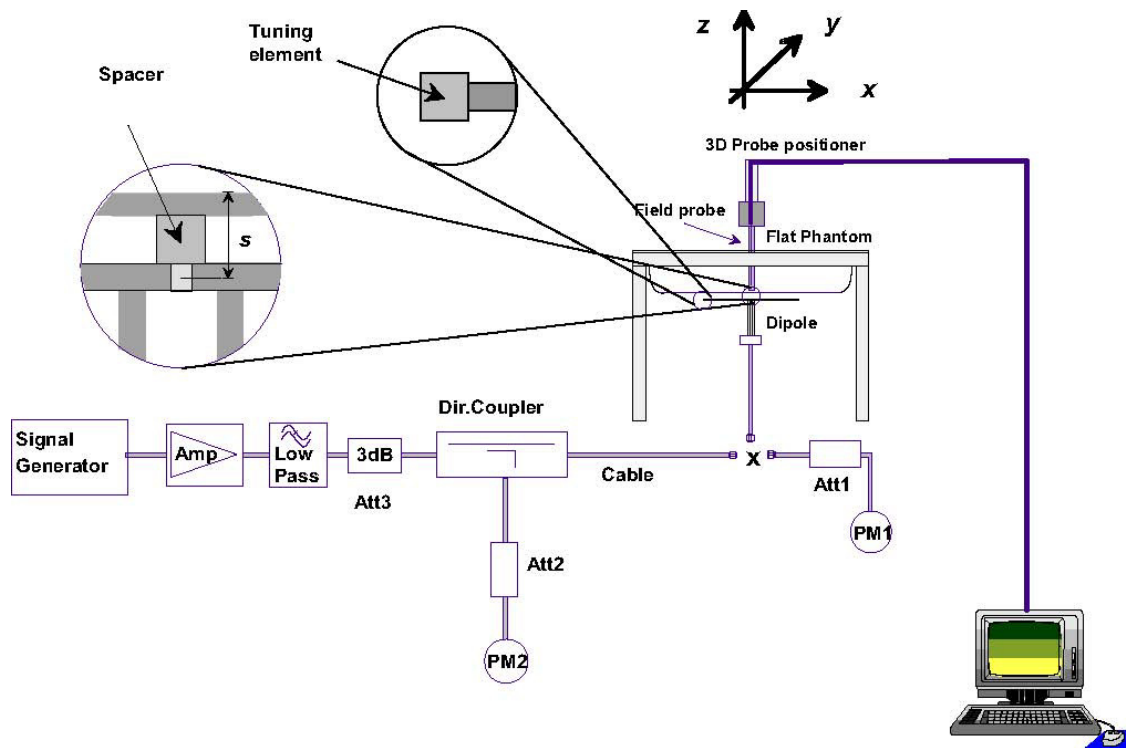 Tuning
element
z
y
x
Spacer
3D Probe positioner
s
Field probe
Flat Phantom
Dipole
Dir.Coupler
Signal
Generator
Amp
Low
Pass
3dB
Att3
Cable
x
Att1
PM1
Att2
PM2